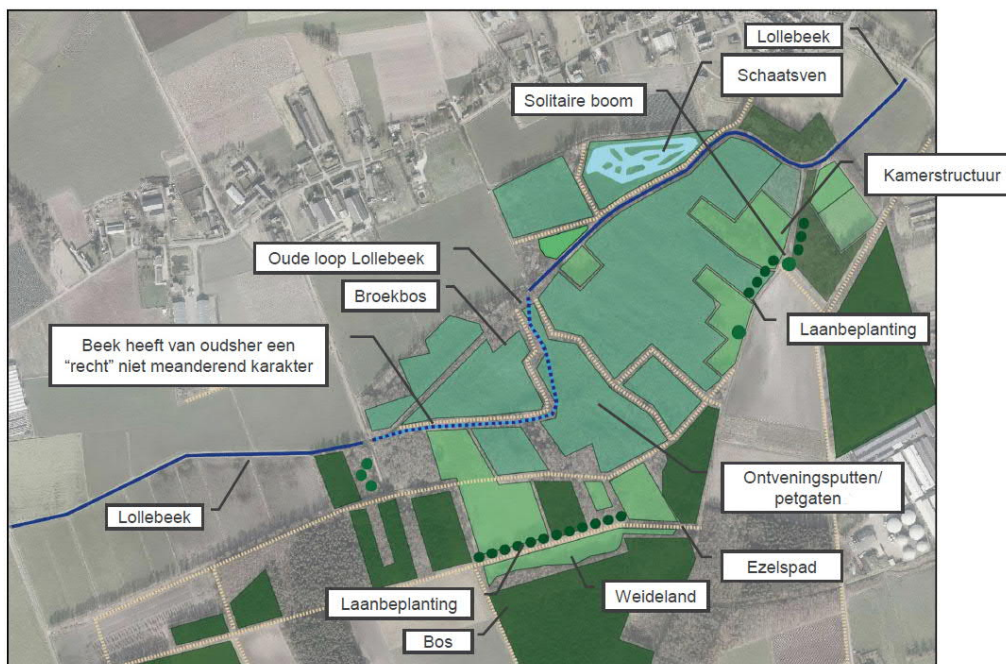 Lollebeek
Schaatsven
Solitaire boom
Kamerstructuur
Oude loop Lollebeek
Broekbos
Laanbeplanting
Beek heeft van oudsher een
“recht” niet meanderend karakter
Ontveningsputten/
petgaten
Lollebeek
Ezelspad
Laanbeplanting
Weideland
Bos